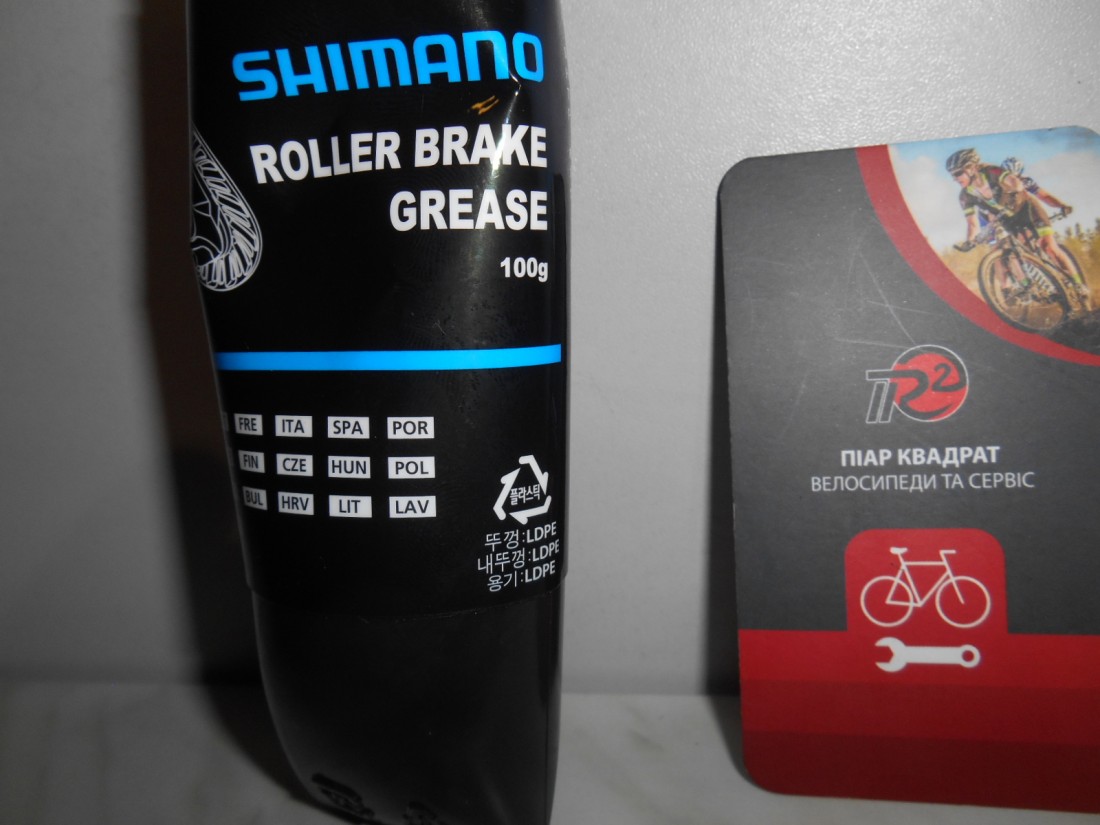 SHIMANO
ROLLER BRAKE
GREASE
100g
FRE ITA SPA POR
FIN CZE HUN POL
BUL HRV LIT LAV
플라스틱
뚜껑:LDPE
내뚜껑:LDPE
용기:LDPE
R2
ПІАР КВАДРАТ
ВЕЛОСИПЕДИ ТА СЕРВІС